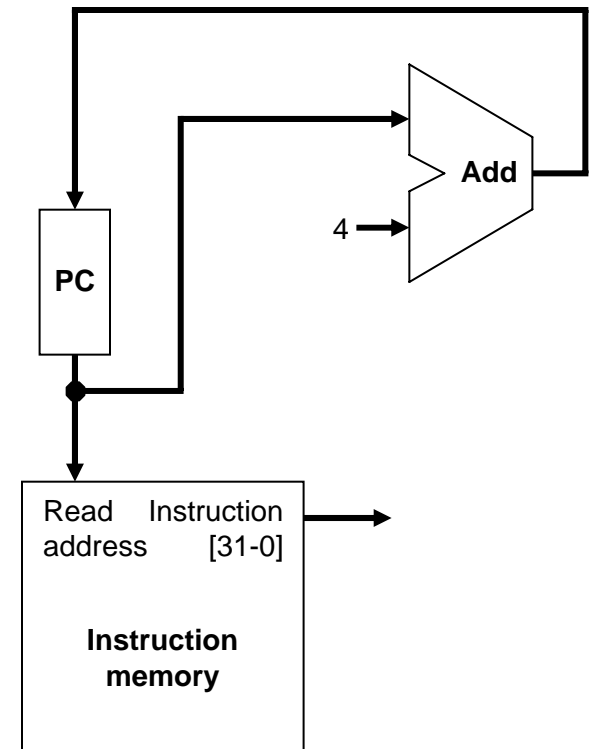 Add
4
PC
Read Instruction
address [31-0]
Instruction
memory